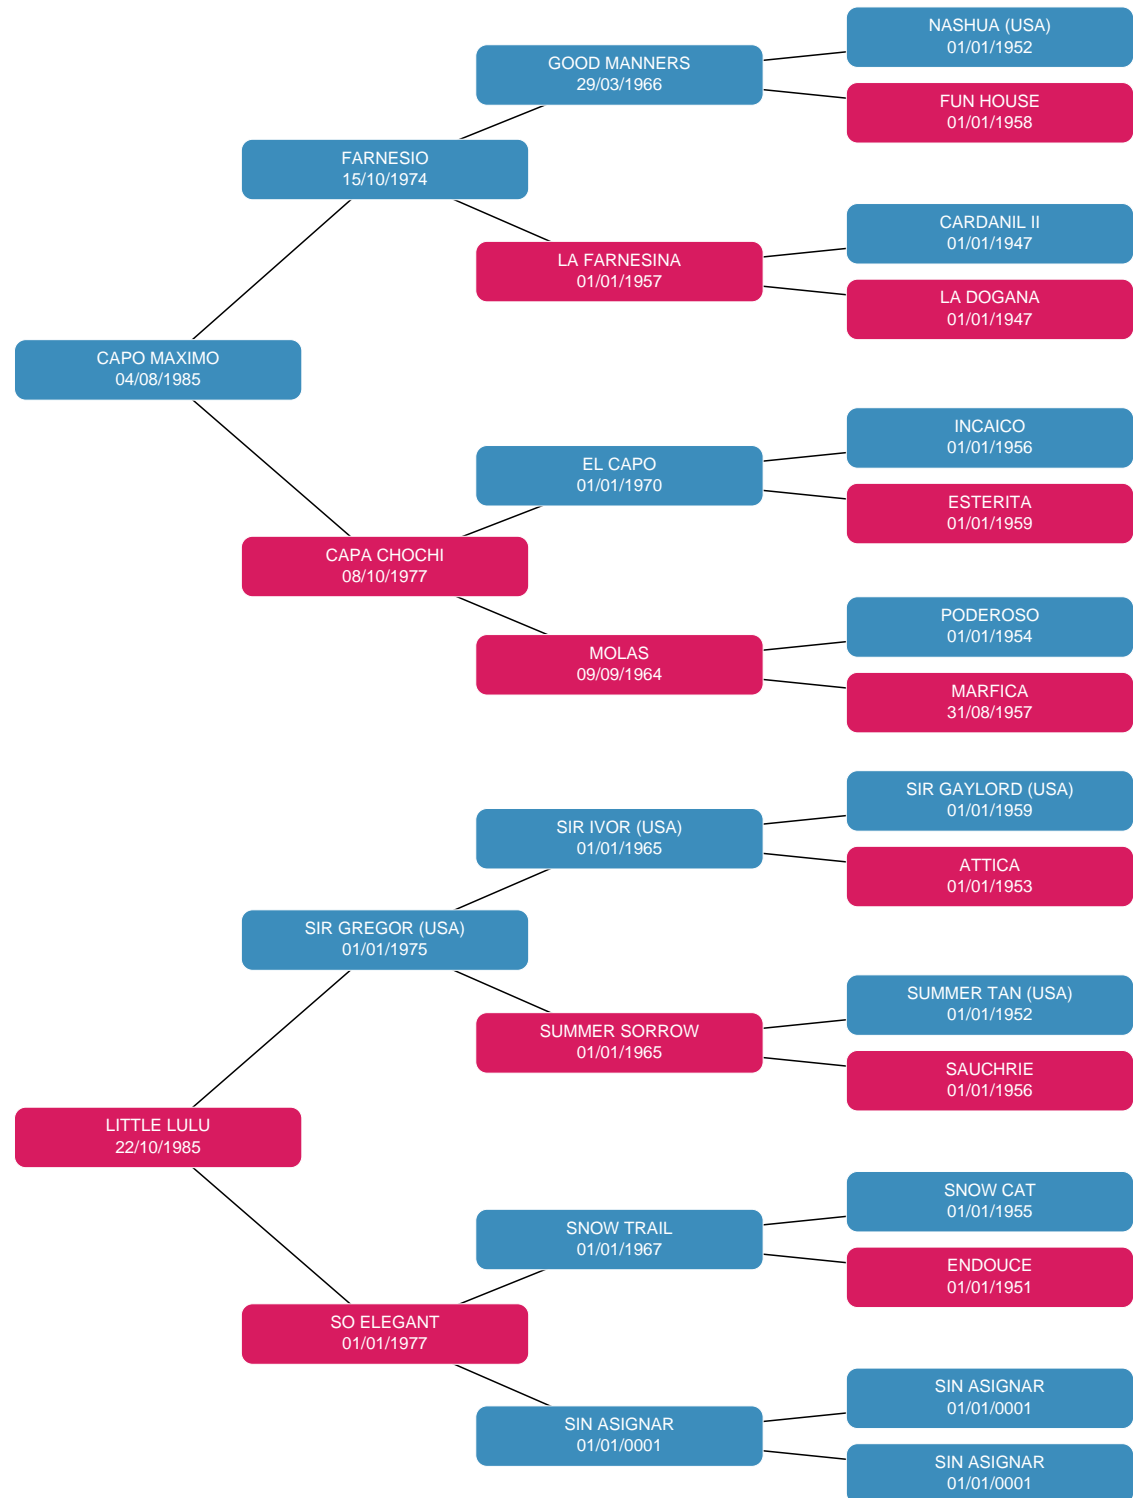 NASHUA (USA)
01/01/1952
GOOD MANNERS
29/03/1966
FUN HOUSE
01/01/1958
FARNESIO
15/10/1974
CARDANIL II
01/01/1947
LA FARNESINA
01/01/1957
LA DOGANA
01/01/1947
CAPO MAXIMO
04/08/1985
INCAICO
01/01/1956
EL CAPO
01/01/1970
ESTERITA
01/01/1959
CAPA CHOCHI
08/10/1977
PODEROSO
01/01/1954
MOLAS
09/09/1964
MARFICA
31/08/1957
SIR GAYLORD (USA)
01/01/1959
SIR IVOR (USA)
01/01/1965
ATTICA
01/01/1953
SIR GREGOR (USA)
01/01/1975
SUMMER TAN (USA)
01/01/1952
SUMMER SORROW
01/01/1965
SAUCHRIE
01/01/1956
LITTLE LULU
22/10/1985
SNOW CAT
01/01/1955
SNOW TRAIL
01/01/1967
ENDOUCE
01/01/1951
SO ELEGANT
01/01/1977
SIN ASIGNAR
01/01/0001
SIN ASIGNAR
01/01/0001
SIN ASIGNAR
01/01/0001